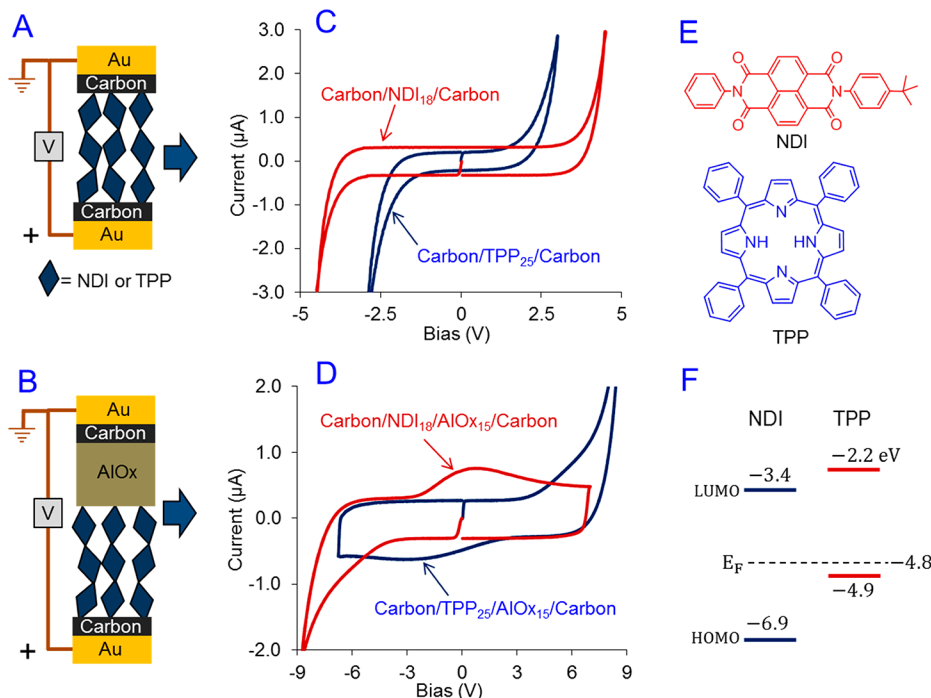 A
Au
Carbon
V
Carbon
+ Au
= NDI or TPP
C
3.0
2.0
1.0
0.0
-1.0
-2.0
-3.0
Current (µA)
Carbon/NDI₁₈/Carbon
Carbon/TPP₂₅/Carbon
-5 -2.5 0 2.5 5
Bias (V)
E
O O
N N
O O
NDI
N
NH HN
N
TPP
B
Au
Carbon
AlOx
V
Carbon
+ Au
D
2.0
1.0
0.0
-1.0
-2.0
Current (µA)
Carbon/NDI₁₈/AlOx₁₅/Carbon
Carbon/TPP₂₅/AlOx₁₅/Carbon
-9 -6 -3 0 3 6 9
Bias (V)
F
NDI TPP
−2.2 eV
−3.4
LUMO
E_F −4.8
−4.9
−6.9
HOMO